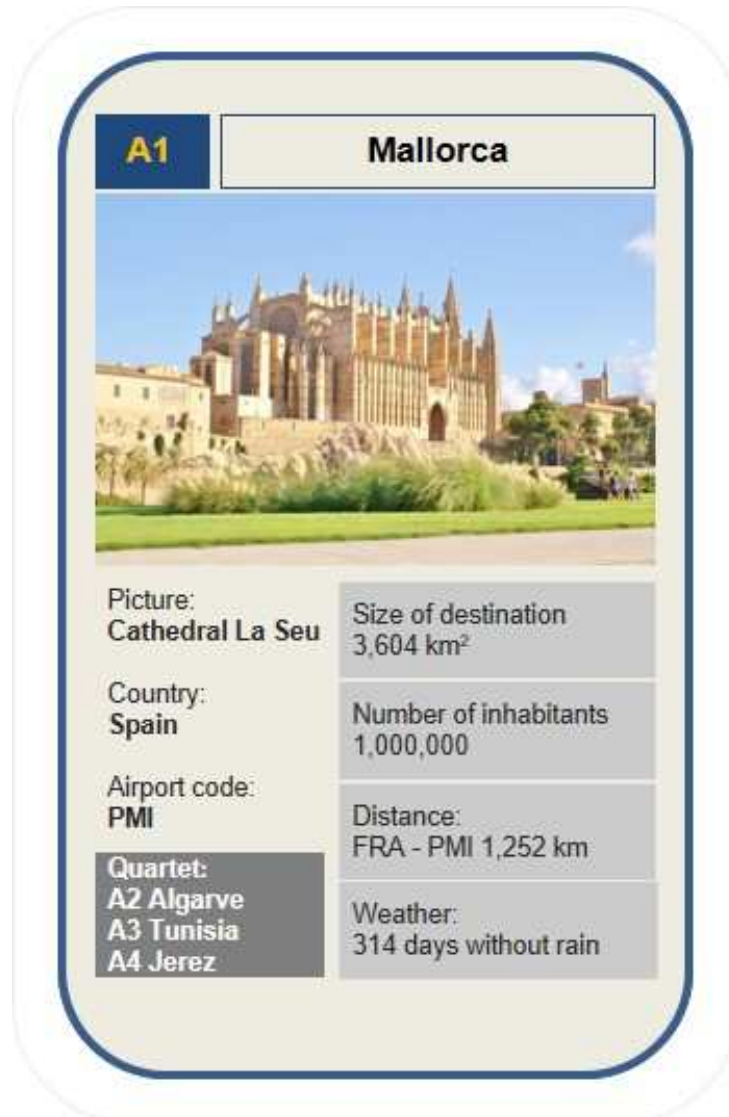 A1
Mallorca
Picture:
Cathedral La Seu
Country:
Spain
Airport code:
PMI
Quartet:
A2 Algarve
A3 Tunisia
A4 Jerez
Size of destination
3,604 km²
Number of inhabitants
1,000,000
Distance:
FRA - PMI 1,252 km
Weather:
314 days without rain